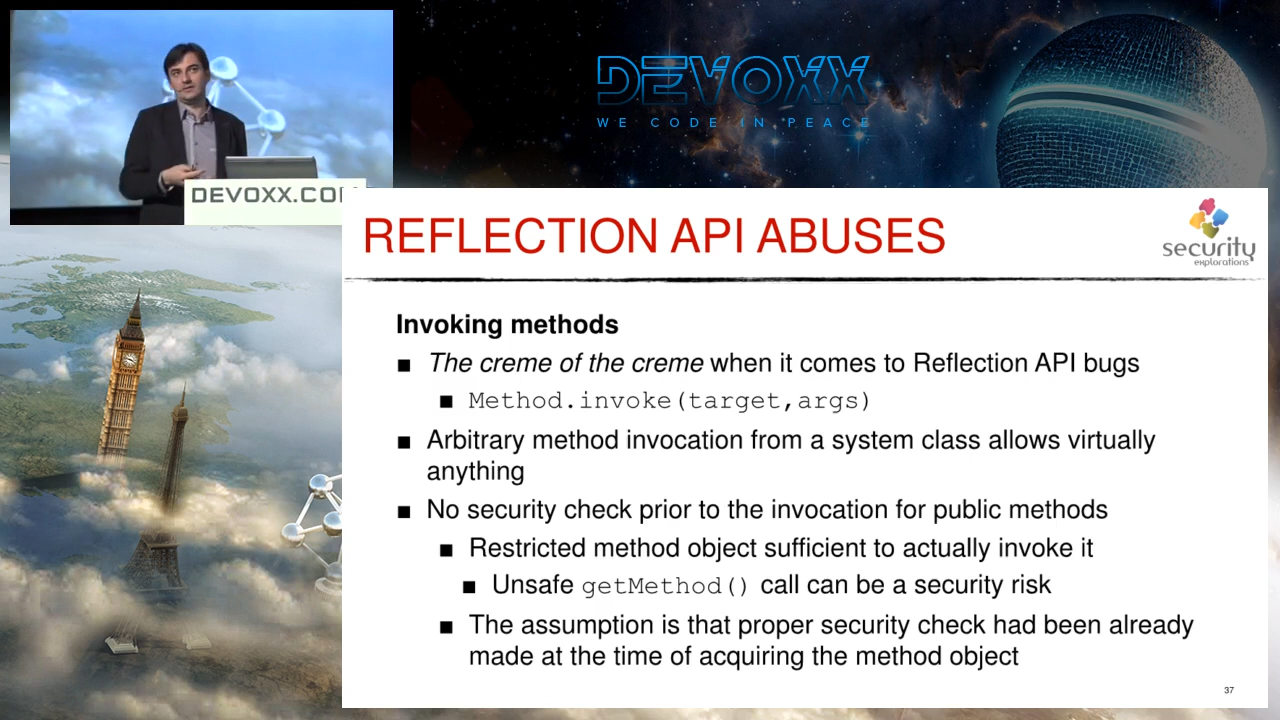 DEVOXX
WE CODE IN PEACE
DEVOXX.CO
REFLECTION API ABUSES
security
explorations
Invoking methods
■ The creme of the creme when it comes to Reflection API bugs
■ Method.invoke(target,args)
■ Arbitrary method invocation from a system class allows virtually
anything
■ No security check prior to the invocation for public methods
■ Restricted method object sufficient to actually invoke it
■ Unsafe getMethod() call can be a security risk
■ The assumption is that proper security check had been already
made at the time of acquiring the method object
37